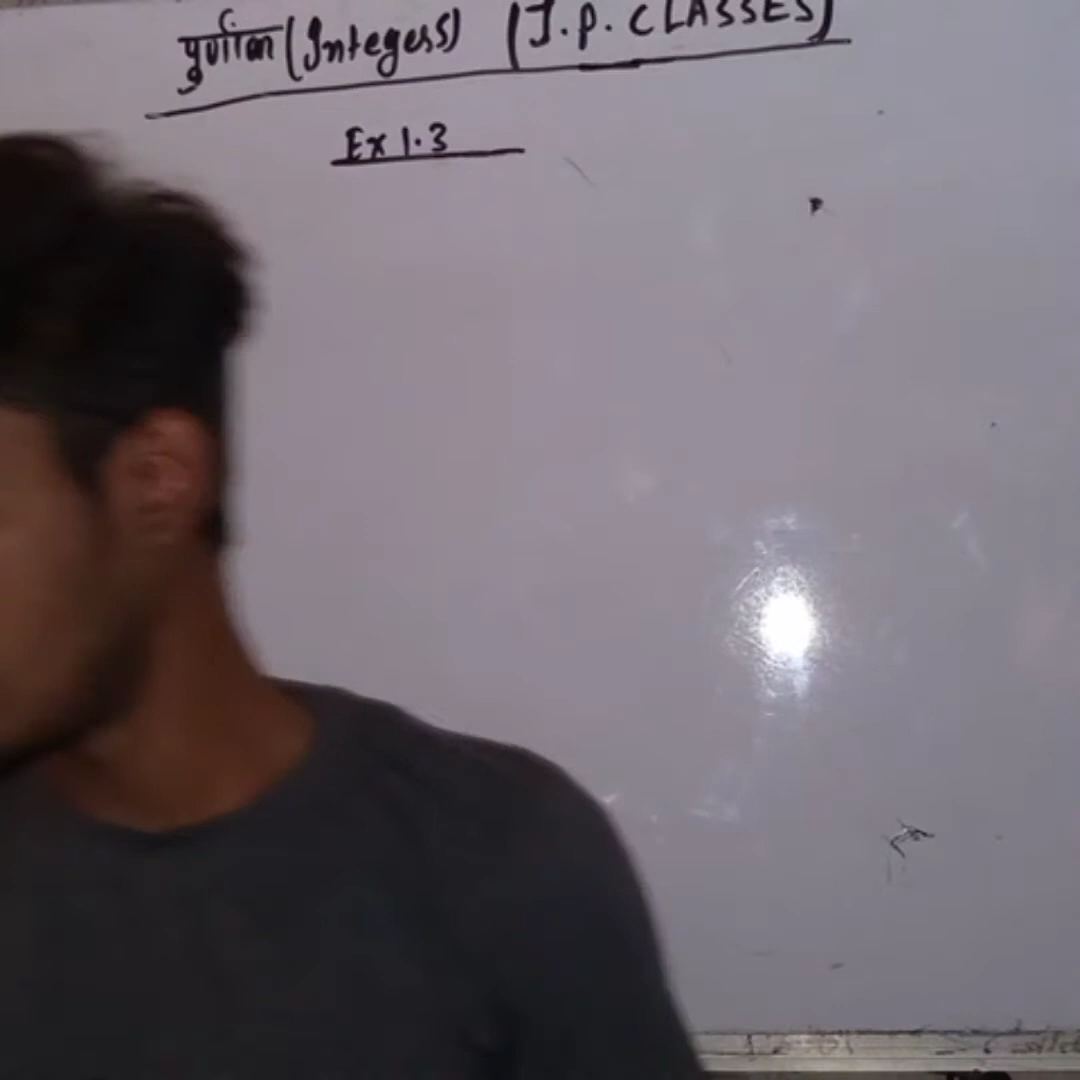 पूर्णांक (Integers) (J.P. CLASSES)
Ex 1.3